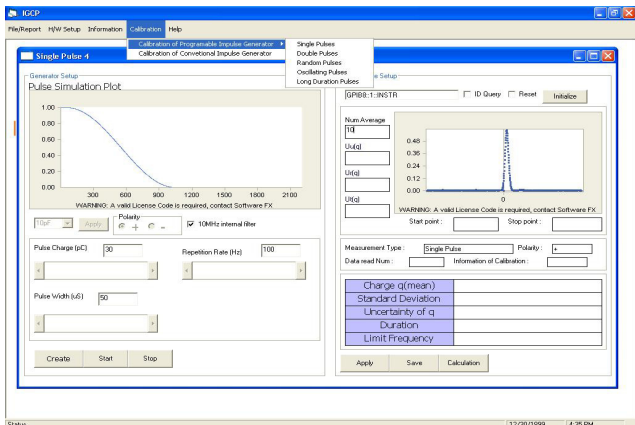 IGCP
File/Report H/W Setup Information Calibration Help
Calibration of Programable Impulse Generator
Calibration of Convetional Impulse Generator
Single Pulses
Double Pulses
Random Pulses
Oscillating Pulses
Long Duration Pulses
Single Pulse 4
Generator Setup
Pulse Simulation Plot
1.00
0.80
0.60
0.40
0.20
0.00
300 600 900 1200 1500 1800 2100
WARNING: A valid License Code is required, contact Software FX
10pF
Apply
Polarity
+ -
10MHz internal filter
Pulse Charge (pC) 30
Repetition Rate (Hz) 100
Pulse Width (uS) 50
Create Start Stop
Setup
GPIB8::1::INSTR
ID Query Reset Initialize
Num Average
10
Uu(q)
Ur(q)
Ut(q)
0.48
0.36
0.24
0.12
0.00
0
WARNING: A valid License Code is required, contact Software FX
Start point : Stop point :
Measurement Type : Single Pulse Polarity : +
Data read Num : Information of Calibration :
Charge q(mean)
Standard Deviation
Uncertainty of q
Duration
Limit Frequency
Apply Save Calculation
Status 12/30/1899 4:35 PM